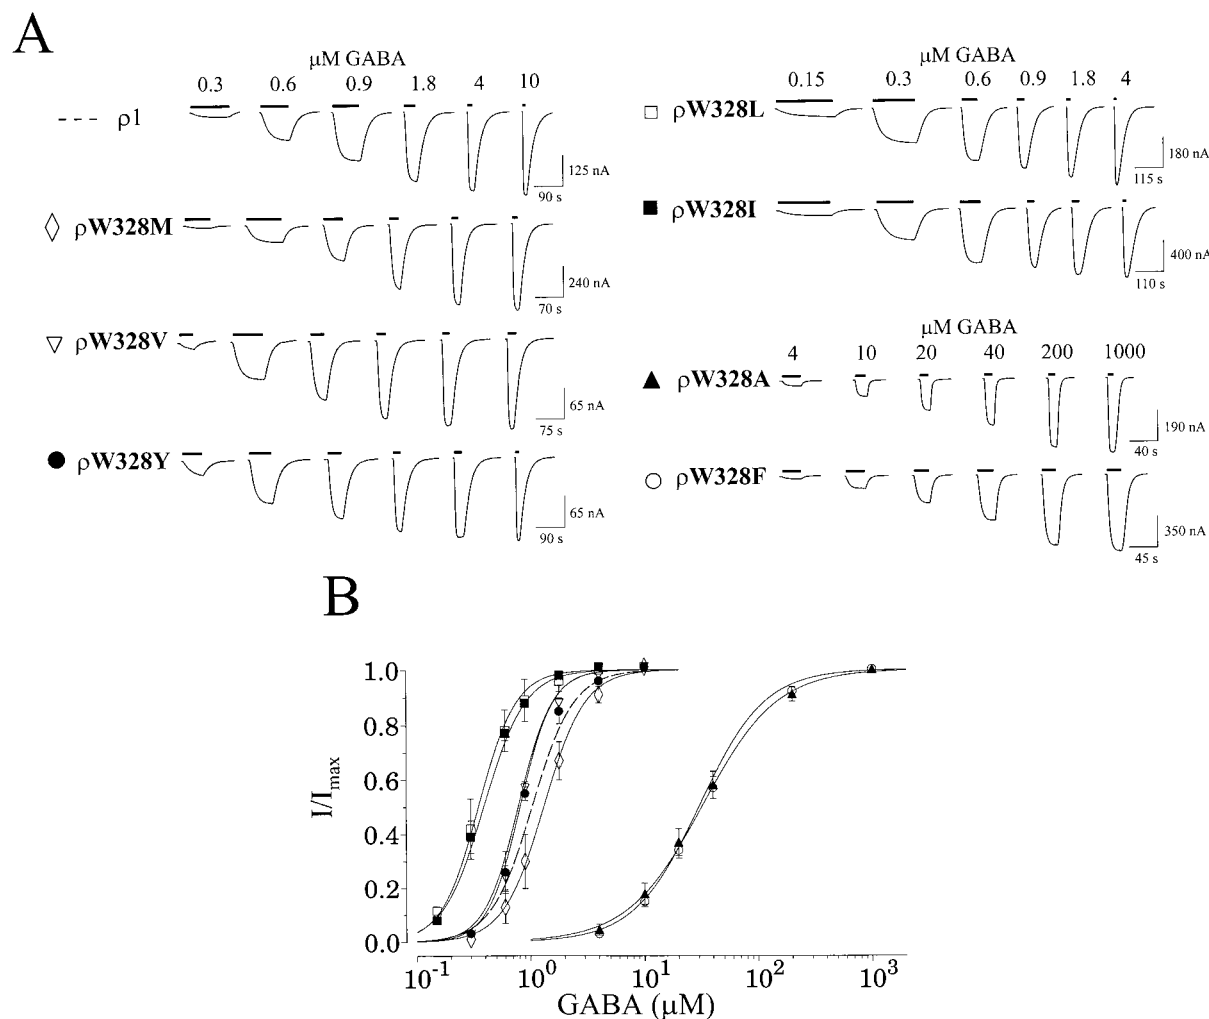 A
μM GABA
0.3 0.6 0.9 1.8 4 10
ρ1
125 nA
90 s
ρW328M
240 nA
70 s
ρW328V
65 nA
75 s
ρW328Y
65 nA
90 s
μM GABA
0.15 0.3 0.6 0.9 1.8 4
ρW328L
180 nA
115 s
ρW328I
400 nA
110 s
μM GABA
4 10 20 40 200 1000
ρW328A
190 nA
40 s
ρW328F
350 nA
45 s
B
I/Imax
1.0
0.8
0.6
0.4
0.2
0.0
10-1 100 101 102 103
GABA (μM)